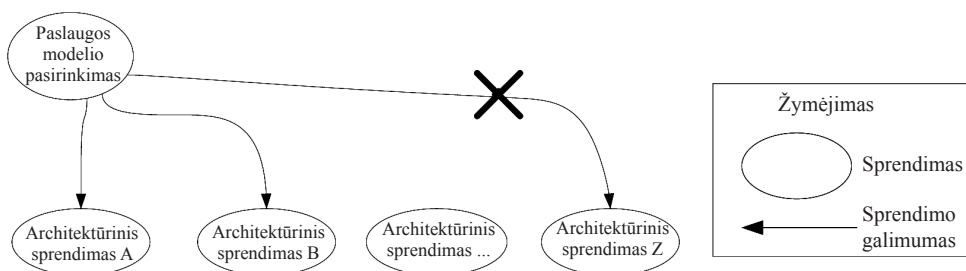 Paslaugos
modelio
pasirinkimas
Architektūrinis
sprendimas A
Architektūrinis
sprendimas B
Architektūrinis
sprendimas ...
Architektūrinis
sprendimas Z
Žymėjimas
Sprendimas
Sprendimo
galimumas